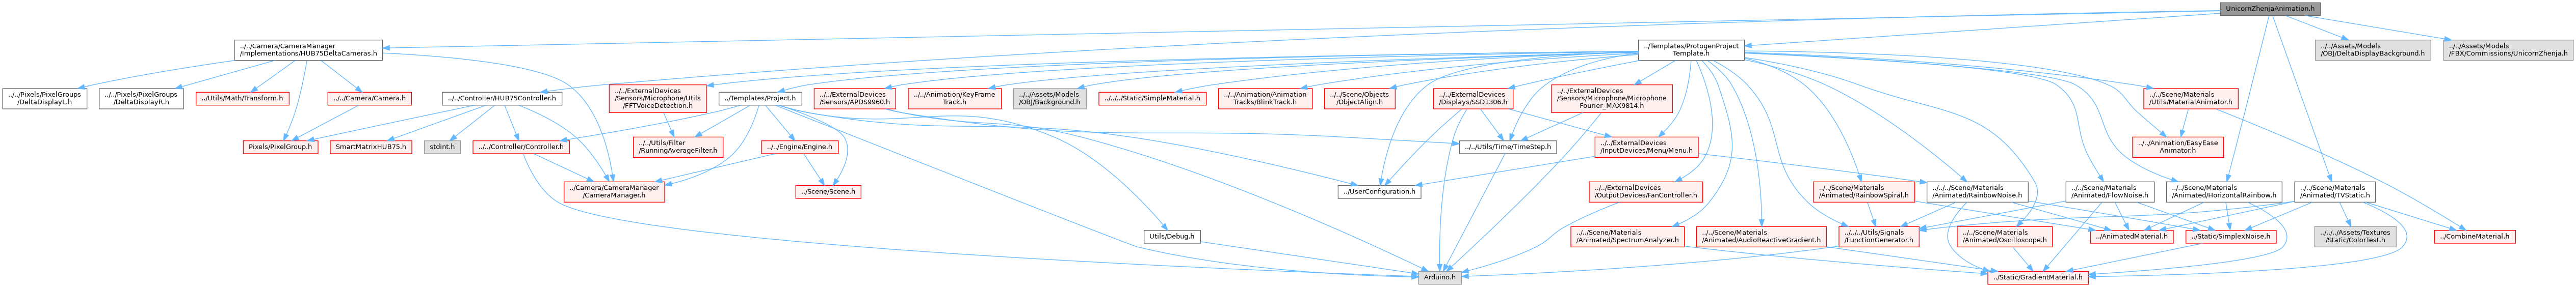 UnicornZhenjaAnimation.h
../../Camera/CameraManager
/Implementations/HUB75DeltaCameras.h
../Templates/ProtogenProject
Template.h
../../Assets/Models
/OBJ/DeltaDisplayBackground.h
../../Assets/Models
/FBX/Commissions/UnicornZhenja.h
../../Pixels/PixelGroups
/DeltaDisplayL.h
../../Pixels/PixelGroups
/DeltaDisplayR.h
../Utils/Math/Transform.h
../../Camera/Camera.h
../../Controller/HUB75Controller.h
../../ExternalDevices
/Sensors/Microphone/Utils
/FFTVoiceDetection.h
../Templates/Project.h
../../ExternalDevices
/Sensors/APDS9960.h
../../Animation/KeyFrame
Track.h
../../Assets/Models
/OBJ/Background.h
../../../Static/SimpleMaterial.h
../../Animation/Animation
Tracks/BlinkTrack.h
../../Scene/Objects
/ObjectAlign.h
../../ExternalDevices
/Displays/SSD1306.h
../../ExternalDevices
/Sensors/Microphone/Microphone
Fourier_MAX9814.h
../../Scene/Materials
/Utils/MaterialAnimator.h
Pixels/PixelGroup.h
SmartMatrixHUB75.h
stdint.h
../../Controller/Controller.h
../../Utils/Filter
/RunningAverageFilter.h
../../Engine/Engine.h
../../Utils/Time/TimeStep.h
../../ExternalDevices
/InputDevices/Menu/Menu.h
../../Animation/EasyEase
Animator.h
../Camera/CameraManager
/CameraManager.h
../Scene/Scene.h
../UserConfiguration.h
../../ExternalDevices
/OutputDevices/FanController.h
../../Scene/Materials
/Animated/RainbowSpiral.h
../../../Scene/Materials
/Animated/RainbowNoise.h
../../Scene/Materials
/Animated/FlowNoise.h
../../Scene/Materials
/Animated/HorizontalRainbow.h
../../Scene/Materials
/Animated/TVStatic.h
Utils/Debug.h
../../Scene/Materials
/Animated/SpectrumAnalyzer.h
../../Scene/Materials
/Animated/AudioReactiveGradient.h
../../../Utils/Signals
/FunctionGenerator.h
../../Scene/Materials
/Animated/Oscilloscope.h
../AnimatedMaterial.h
../Static/SimplexNoise.h
../../../Assets/Textures
/Static/ColorTest.h
../CombineMaterial.h
Arduino.h
../Static/GradientMaterial.h